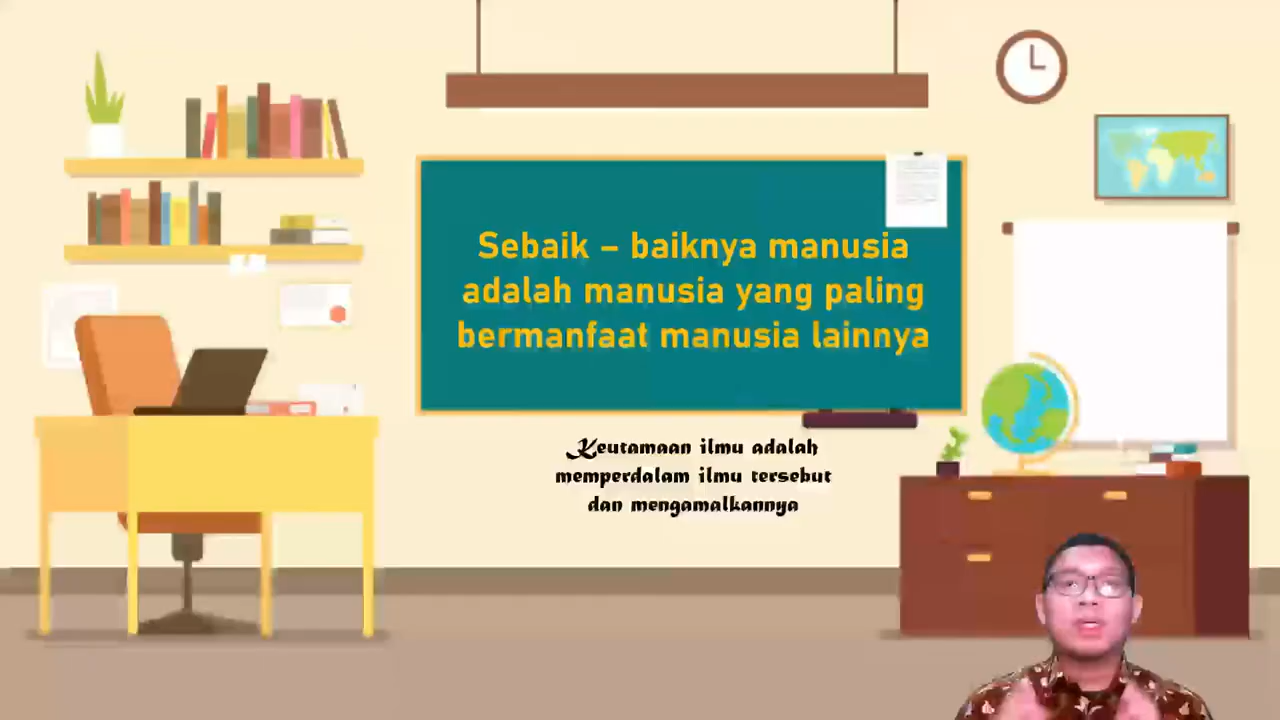 Sebaik – baiknya manusia
adalah manusia yang paling
bermanfaat manusia lainnya
Keutamaan ilmu adalah
memperdalam ilmu tersebut
dan mengamalkannya